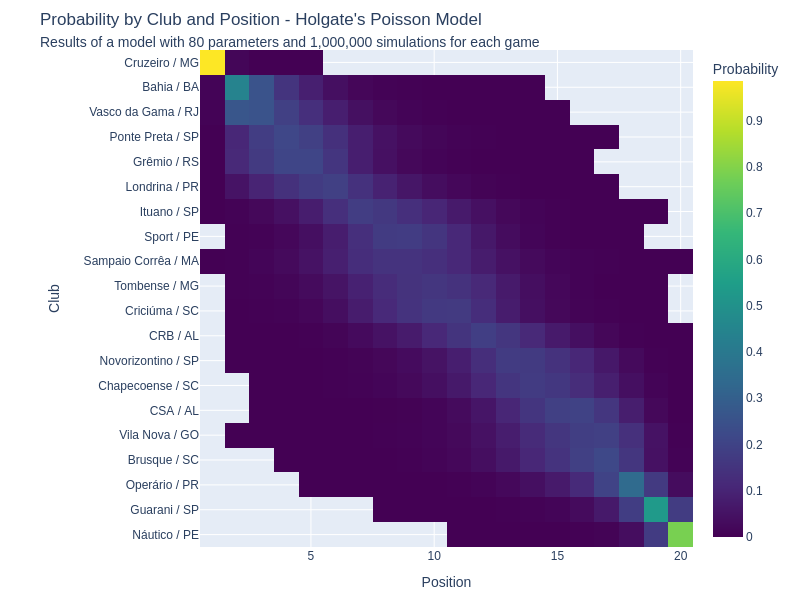 Probability by Club and Position - Holgate's Poisson Model
Results of a model with 80 parameters and 1,000,000 simulations for each game
Probability
Cruzeiro / MG
Bahia / BA
Vasco da Gama / RJ
Ponte Preta / SP
Grêmio / RS
Londrina / PR
Ituano / SP
Sport / PE
Sampaio Corrêa / MA
Tombense / MG
Criciúma / SC
CRB / AL
Novorizontino / SP
Chapecoense / SC
CSA / AL
Vila Nova / GO
Brusque / SC
Operário / PR
Guarani / SP
Náutico / PE
Club
5
10
15
20
Position
0.9
0.8
0.7
0.6
0.5
0.4
0.3
0.2
0.1
0